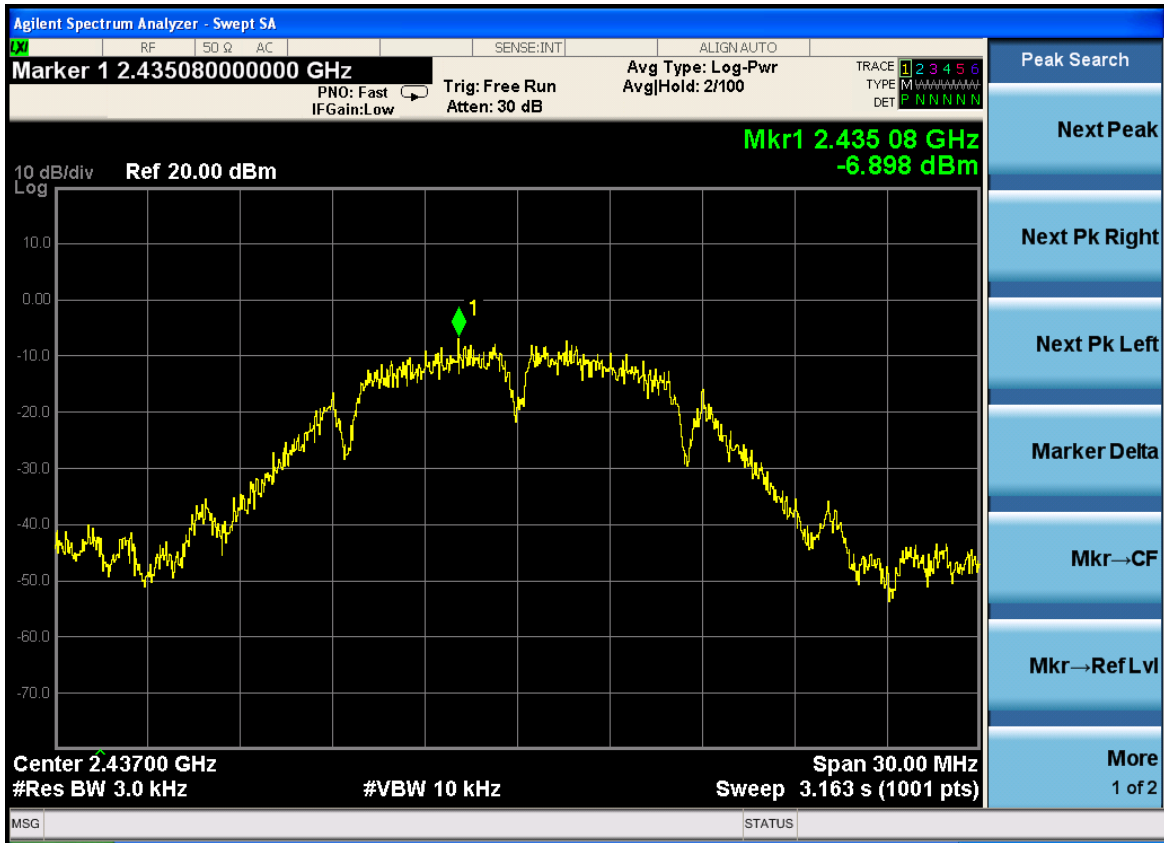 Agilent Spectrum Analyzer - Swept SA
LXI RF 50 Ω AC SENSE:INT ALIGN AUTO
Marker 1 2.435080000000 GHz
PNO: Fast
IFGain:Low
Trig: Free Run
Atten: 30 dB
Avg Type: Log-Pwr
Avg|Hold: 2/100
TRACE 1 2 3 4 5 6
TYPE M WWWWW
DET P N N N N N
Mkr1 2.435 08 GHz
-6.898 dBm
10 dB/div Ref 20.00 dBm
Log
10.0
0.00
-10.0
-20.0
-30.0
-40.0
-50.0
-60.0
-70.0
1
Center 2.43700 GHz
Span 30.00 MHz
#Res BW 3.0 kHz
#VBW 10 kHz
Sweep 3.163 s (1001 pts)
MSG
STATUS
Peak Search
Next Peak
Next Pk Right
Next Pk Left
Marker Delta
Mkr→CF
Mkr→Ref Lvl
More
1 of 2